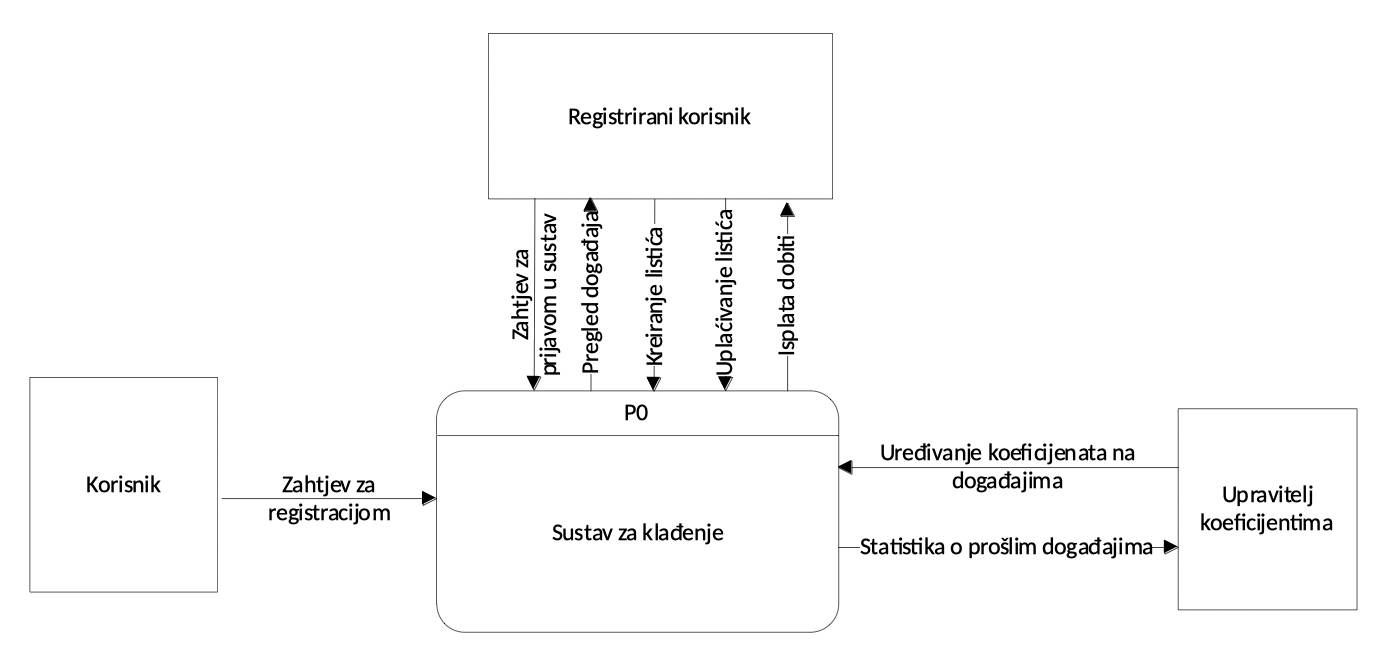 Registrirani korisnik
Zahtjev za
prijavom u sustav
Pregled događaja
Kreiranje listića
Uplaćivanje listića
Isplata dobiti
P0
Sustav za klađenje
Korisnik
Zahtjev za
registracijom
Uređivanje koeficijenata na
događajima
Statistika o prošlim događajima
Upravitelj
koeficijentima